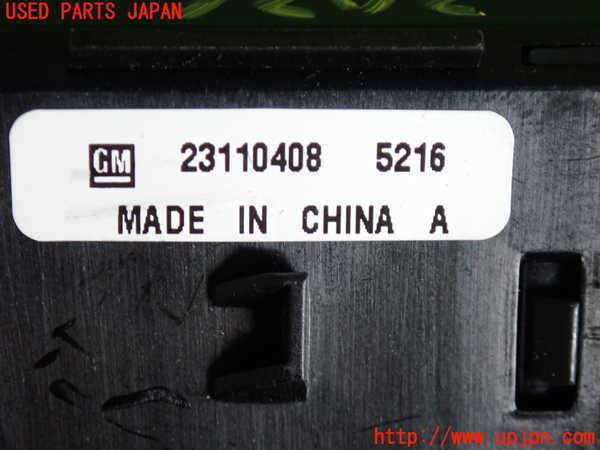 USED PARTS JAPAN
GM 23110408 5216
MADE IN CHINA A
http://www.upjpn.com/